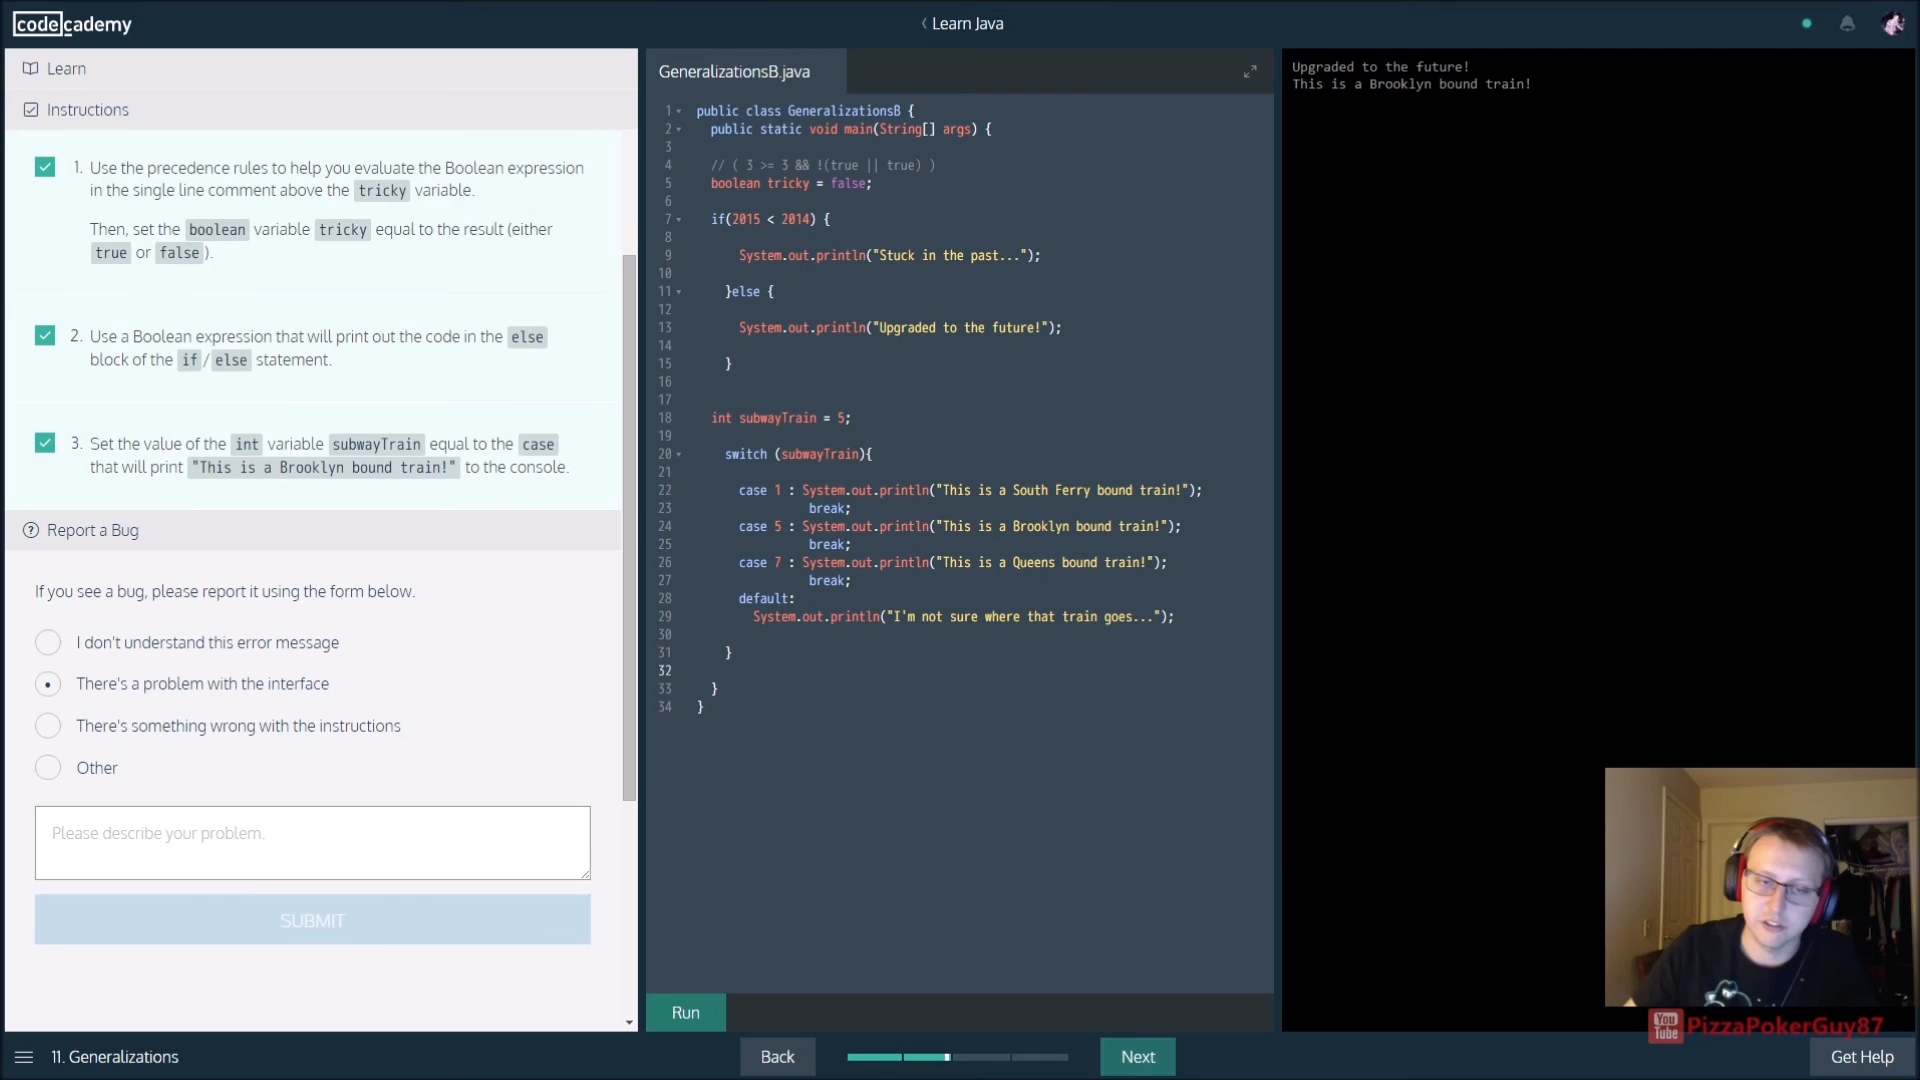 codecademy
Learn Java
Learn
Instructions
1. Use the precedence rules to help you evaluate the Boolean expression
in the single line comment above the tricky variable.
Then, set the boolean variable tricky equal to the result (either
true or false ).
2. Use a Boolean expression that will print out the code in the else
block of the if / else statement.
3. Set the value of the int variable subwayTrain equal to the case
that will print "This is a Brooklyn bound train!" to the console.
Report a Bug
If you see a bug, please report it using the form below.
I don't understand this error message
There's a problem with the interface
There's something wrong with the instructions
Other
Please describe your problem.
SUBMIT
GeneralizationsB.java
1 public class GeneralizationsB {
2 public static void main(String[] args) {
3
4 // ( 3 >= 3 && !(true || true) )
5 boolean tricky = false;
6
7 if(2015 < 2014) {
8
9 System.out.println("Stuck in the past...");
10
11 }else {
12
13 System.out.println("Upgraded to the future!");
14
15 }
16
17
18 int subwayTrain = 5;
19
20 switch (subwayTrain){
21
22 case 1 : System.out.println("This is a South Ferry bound train!");
23 break;
24 case 5 : System.out.println("This is a Brooklyn bound train!");
25 break;
26 case 7 : System.out.println("This is a Queens bound train!");
27 break;
28 default:
29 System.out.println("I'm not sure where that train goes...");
30
31 }
32
33 }
34 }
Run
Upgraded to the future!
This is a Brooklyn bound train!
You Tube PizzaPokerGuy87
11. Generalizations
Back
Next
Get Help